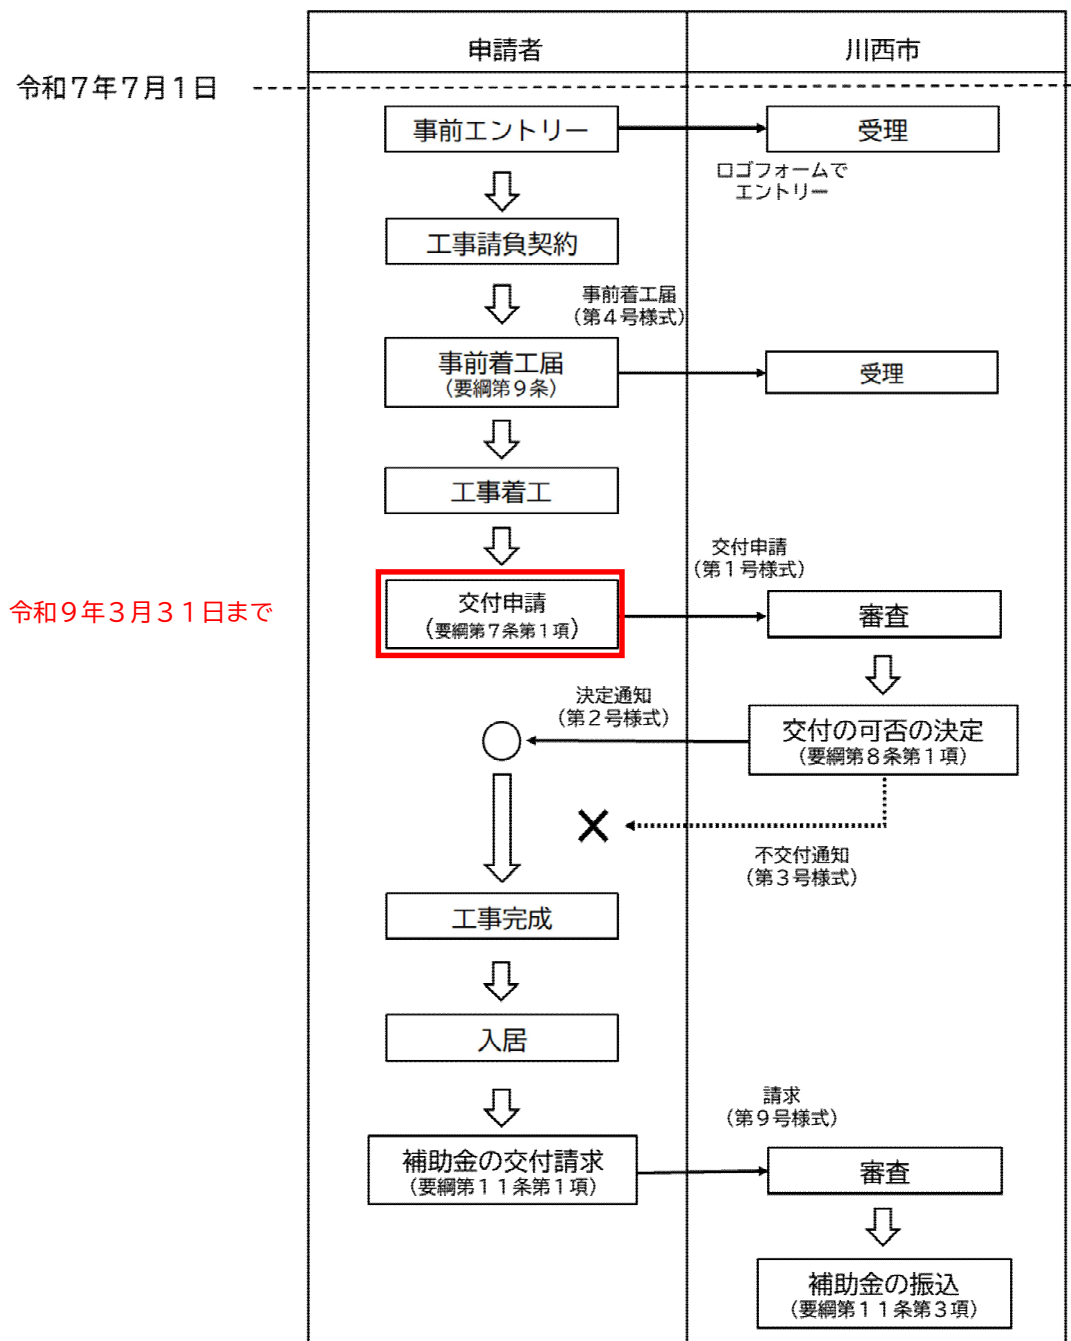 申請者
川西市
令和７年７月１日
事前エントリー
受理
ロゴフォームで
エントリー
工事請負契約
事前着工届
（第４号様式）
事前着工届
（要綱第９条）
受理
工事着工
交付申請
（第１号様式）
令和９年３月３１日まで
交付申請
（要綱第７条第１項）
審査
決定通知
（第２号様式）
交付の可否の決定
（要綱第８条第１項）
不交付通知
（第３号様式）
工事完成
入居
請求
（第９号様式）
補助金の交付請求
（要綱第１１条第１項）
審査
補助金の振込
（要綱第１１条第３項）